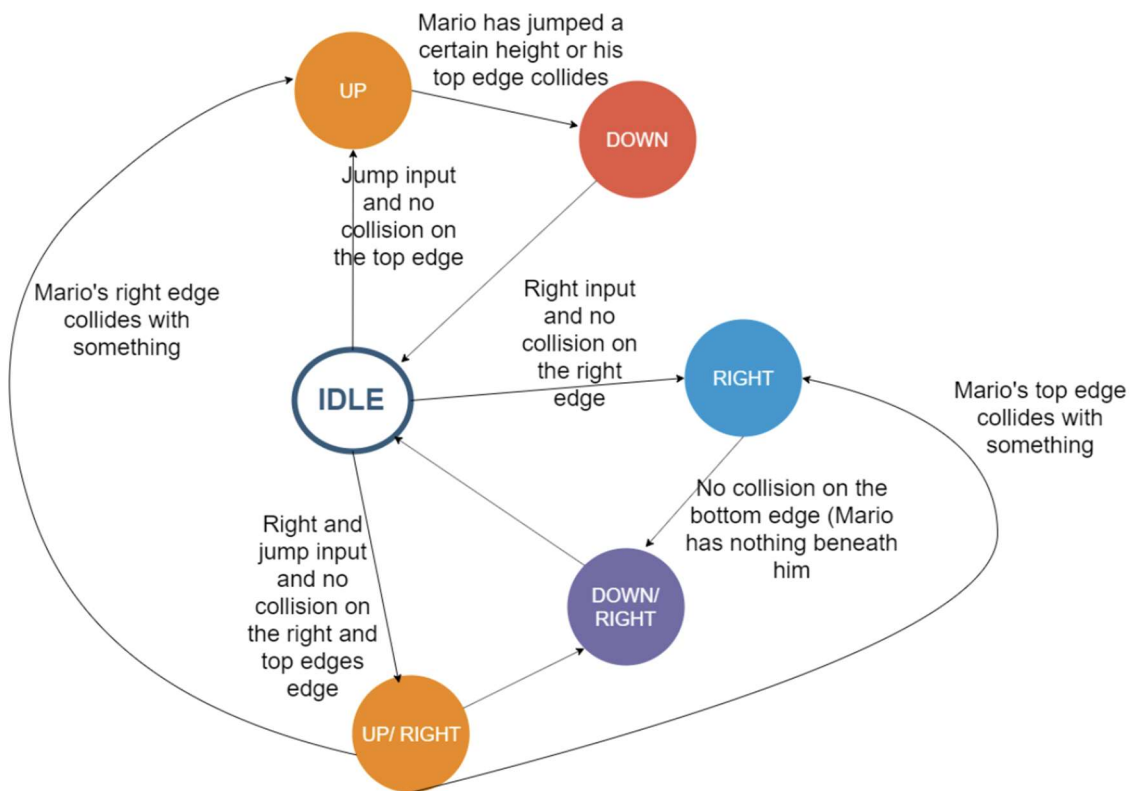 Mario has jumped a
certain height or his
top edge collides
UP
DOWN
Jump input
and no
collision on
the top edge
Mario's right edge
collides with
something
Right input
and no
collision on
the right
edge
IDLE
RIGHT
Mario's top edge
collides with
something
No collision on the
bottom edge (Mario
has nothing beneath
him
Right and
jump input
and no
collision on
the right and
top edges
edge
DOWN/
RIGHT
UP/ RIGHT